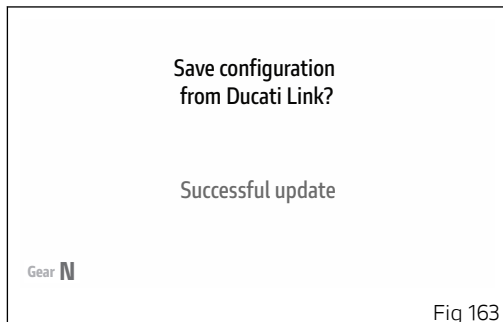 Save configuration
from Ducati Link?
Successful update
Gear N
Fig 163